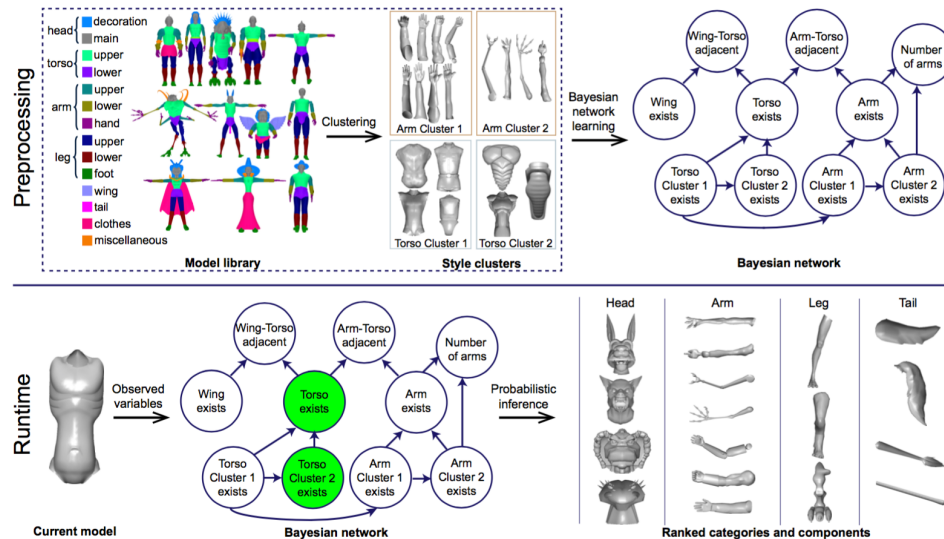 Preprocessing
head
decoration
main
torso
upper
lower
arm
upper
lower
hand
leg
upper
lower
foot
wing
tail
clothes
miscellaneous
Model library
Clustering
Arm Cluster 1
Arm Cluster 2
Torso Cluster 1
Torso Cluster 2
Style clusters
Bayesian
network
learning
Wing-Torso
adjacent
Arm-Torso
adjacent
Number
of arms
Wing
exists
Torso
exists
Arm
exists
Torso
Cluster 1
exists
Torso
Cluster 2
exists
Arm
Cluster 1
exists
Arm
Cluster 2
exists
Bayesian network
Runtime
Current model
Observed
variables
Wing-Torso
adjacent
Arm-Torso
adjacent
Number
of arms
Wing
exists
Torso
exists
Arm
exists
Torso
Cluster 1
exists
Torso
Cluster 2
exists
Arm
Cluster 1
exists
Arm
Cluster 2
exists
Bayesian network
Probabilistic
inference
Head
Arm
Leg
Tail
Ranked categories and components